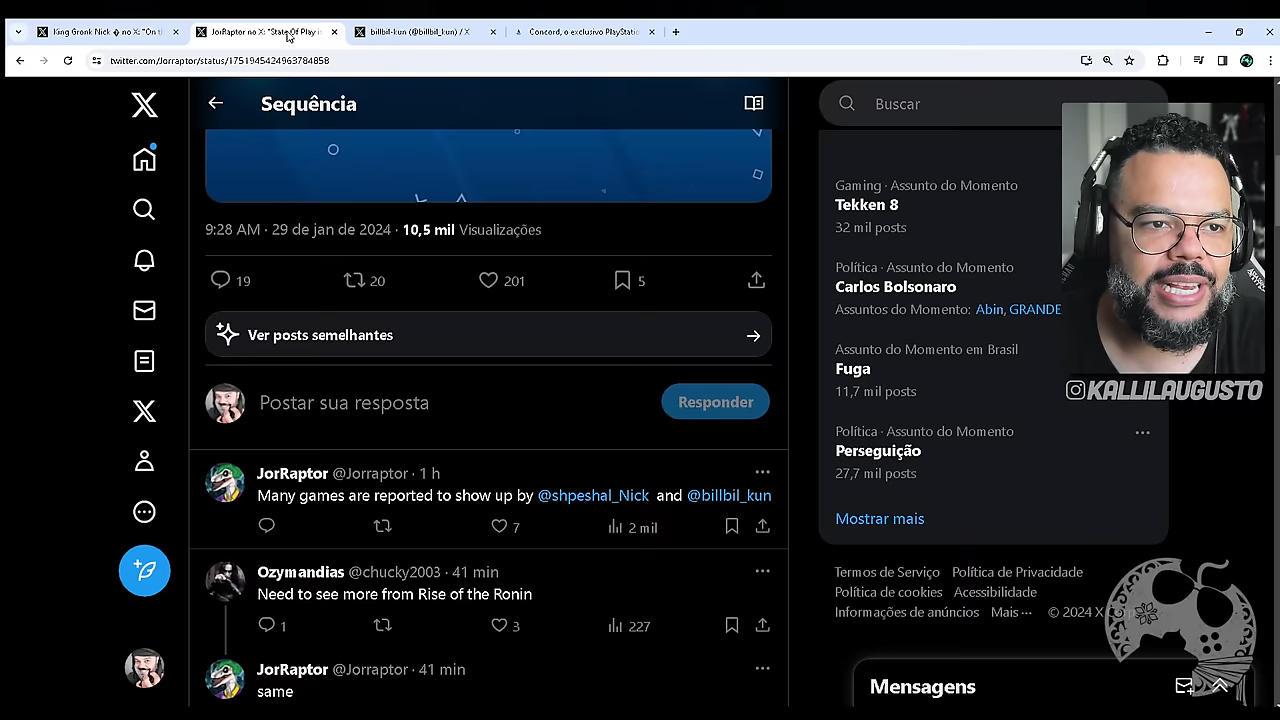 King Gronk Nick � no X: "On t
JorRaptor no X: "State Of Play i
billbil-kun (@billbil_kun) / X
Concord, o exclusivo PlayStatio
twitter.com/Jorraptor/status/1751945424963784858
Sequência
Buscar
Gaming · Assunto do Momento
Tekken 8
32 mil posts
9:28 AM · 29 de jan de 2024 · 10,5 mil Visualizações
19
20
201
5
Política · Assunto do Momento
Carlos Bolsonaro
Assuntos do Momento: Abin, GRANDE
Ver posts semelhantes
Assunto do Momento em Brasil
Fuga
11,7 mil posts
KALLILAUGUSTO
Postar sua resposta
Responder
Política · Assunto do Momento
Perseguição
27,7 mil posts
JorRaptor @Jorraptor · 1 h
Many games are reported to show up by @shpeshal_Nick and @billbil_kun
7
2 mil
Mostrar mais
Ozymandias @chucky2003 · 41 min
Need to see more from Rise of the Ronin
1
3
227
Termos de Serviço Política de Privacidade
Política de cookies Acessibilidade
Informações de anúncios Mais ··· © 2024 X
JorRaptor @Jorraptor · 41 min
same
Mensagens